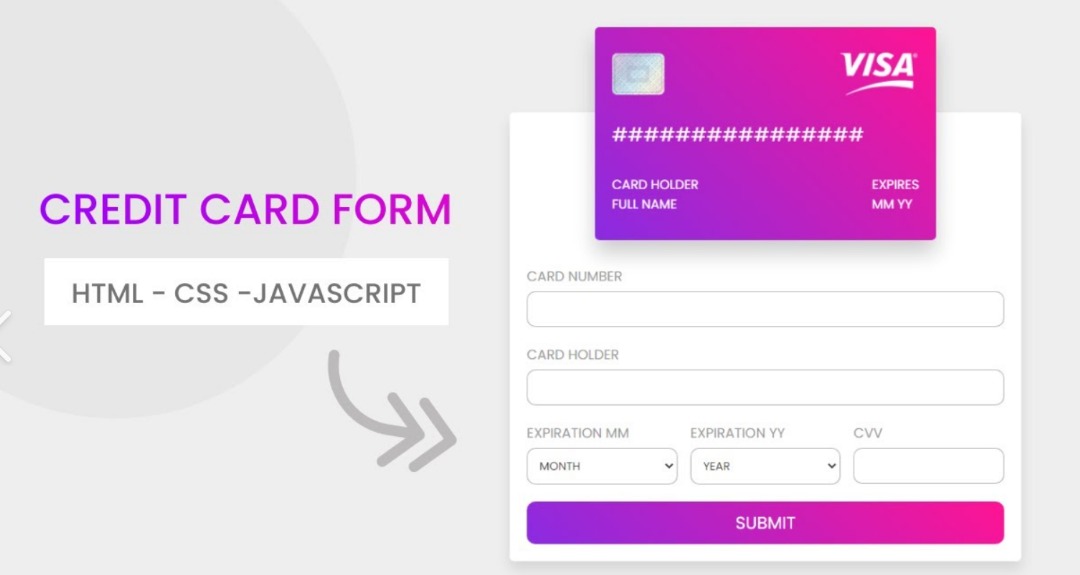 CREDIT CARD FORM
HTML - CSS -JAVASCRIPT
VISA
################
CARD HOLDER
FULL NAME
EXPIRES
MM YY
CARD NUMBER
CARD HOLDER
EXPIRATION MM
EXPIRATION YY
CVV
MONTH
YEAR
SUBMIT